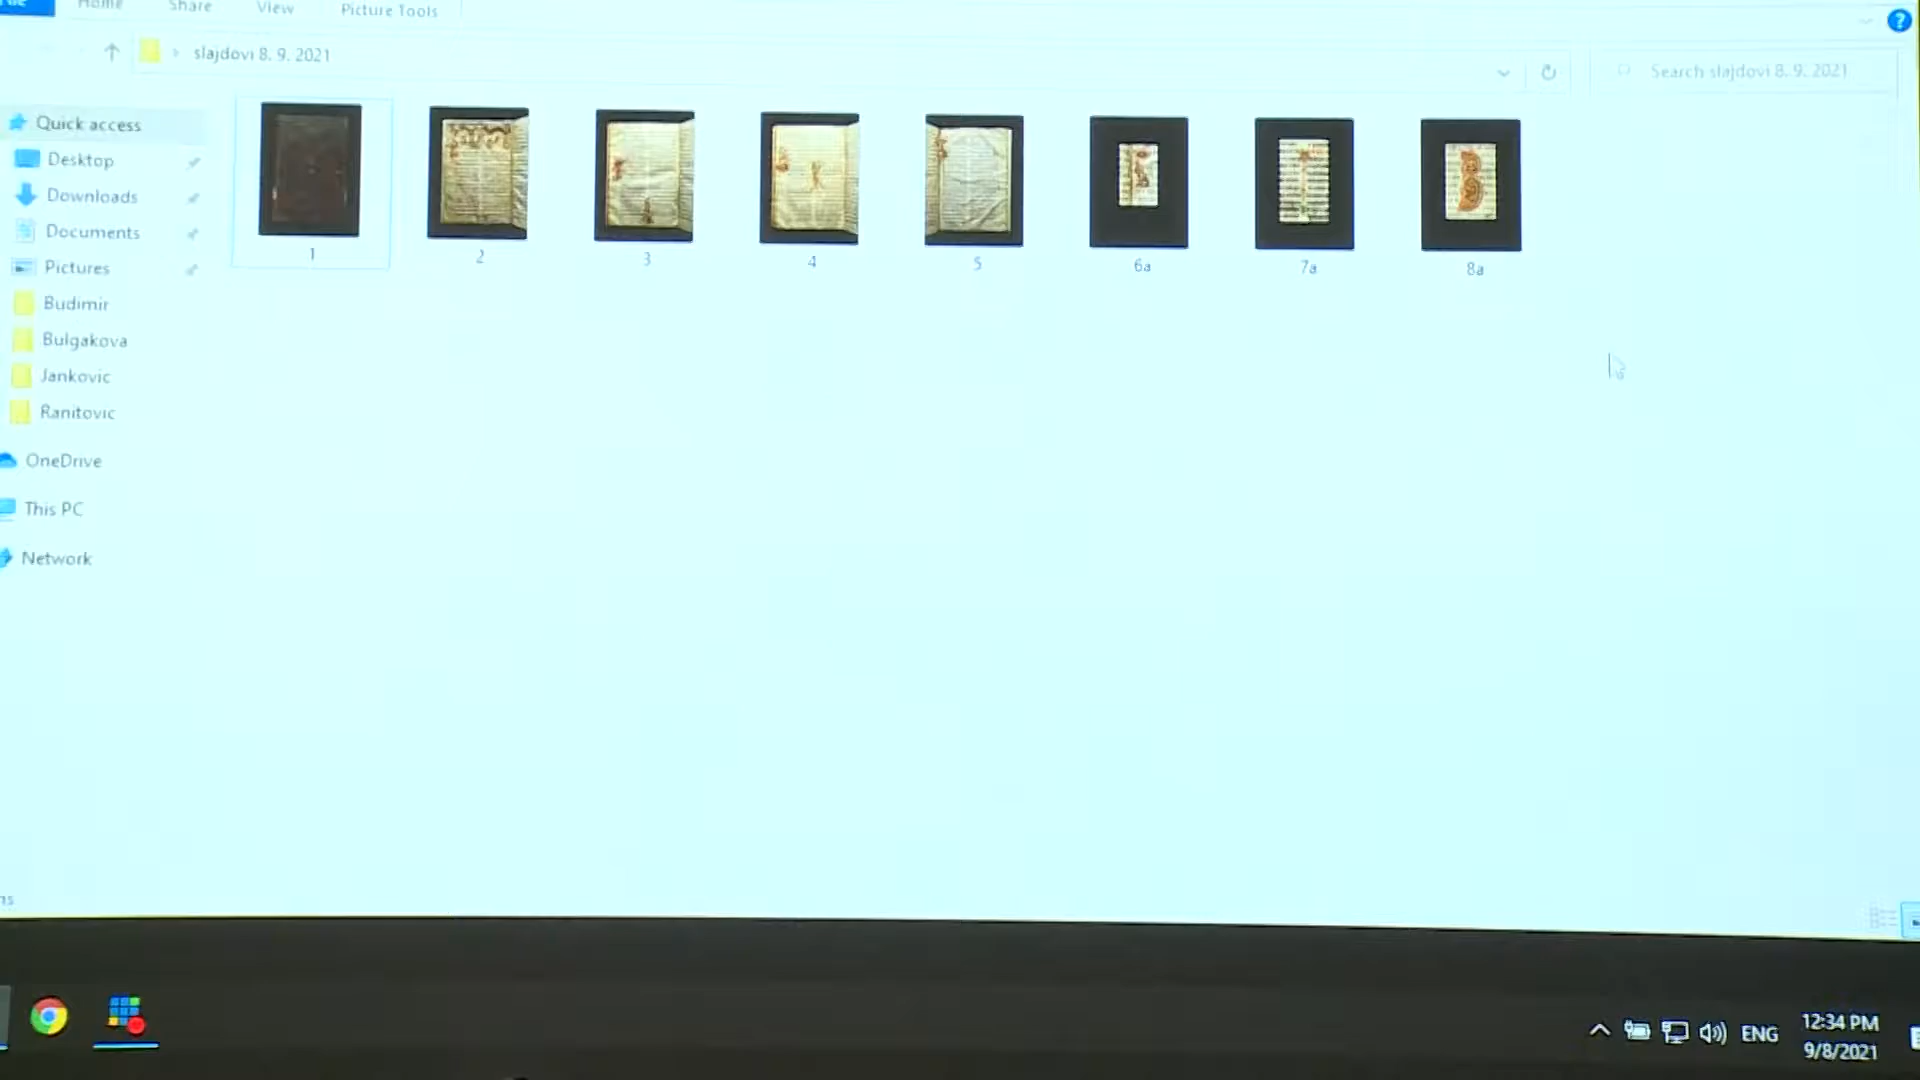 Home Share View Picture Tools
slajdovi 8. 9. 2021
Search slajdovi 8. 9. 2021
Quick access
Desktop
Downloads
Documents
Pictures
Budimir
Bulgakova
Jankovic
Ranitovic
OneDrive
This PC
Network
1 2 3 4 5 6a 7a 8a
ENG
12:34 PM
9/8/2021